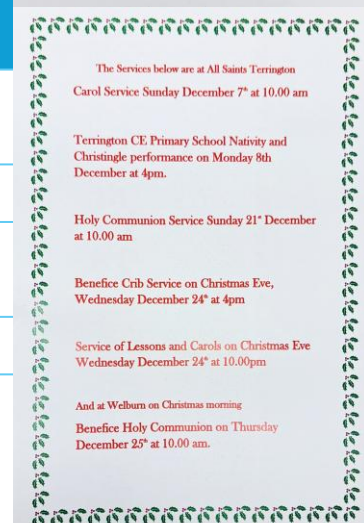 The Services below are at All Saints Terrington
Carol Service Sunday December 7th at 10.00 am
Terrington CE Primary School Nativity and
Christingle performance on Monday 8th
December at 4pm.
Holy Communion Service Sunday 21st December
at 10.00 am
Benefice Crib Service on Christmas Eve,
Wednesday December 24th at 4pm
Service of Lessons and Carols on Christmas Eve
Wednesday December 24th at 10.00pm
And at Welburn on Christmas morning
Benefice Holy Communion on Thursday
December 25th at 10.00 am.